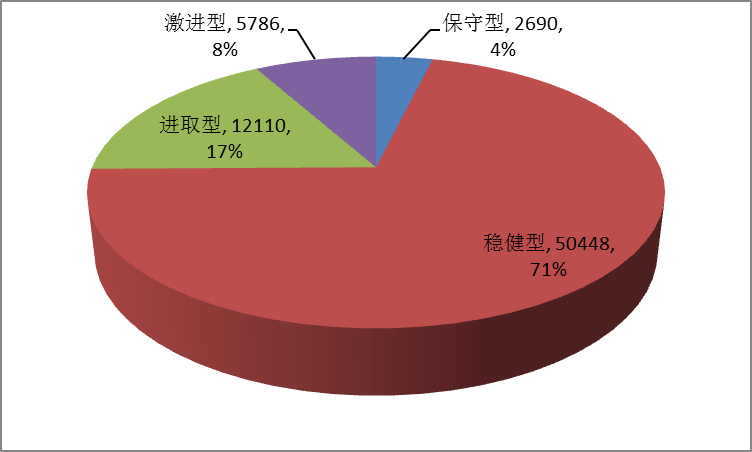 激进型, 5786,
8%
保守型, 2690,
4%
进取型, 12110,
17%
稳健型, 50448,
71%